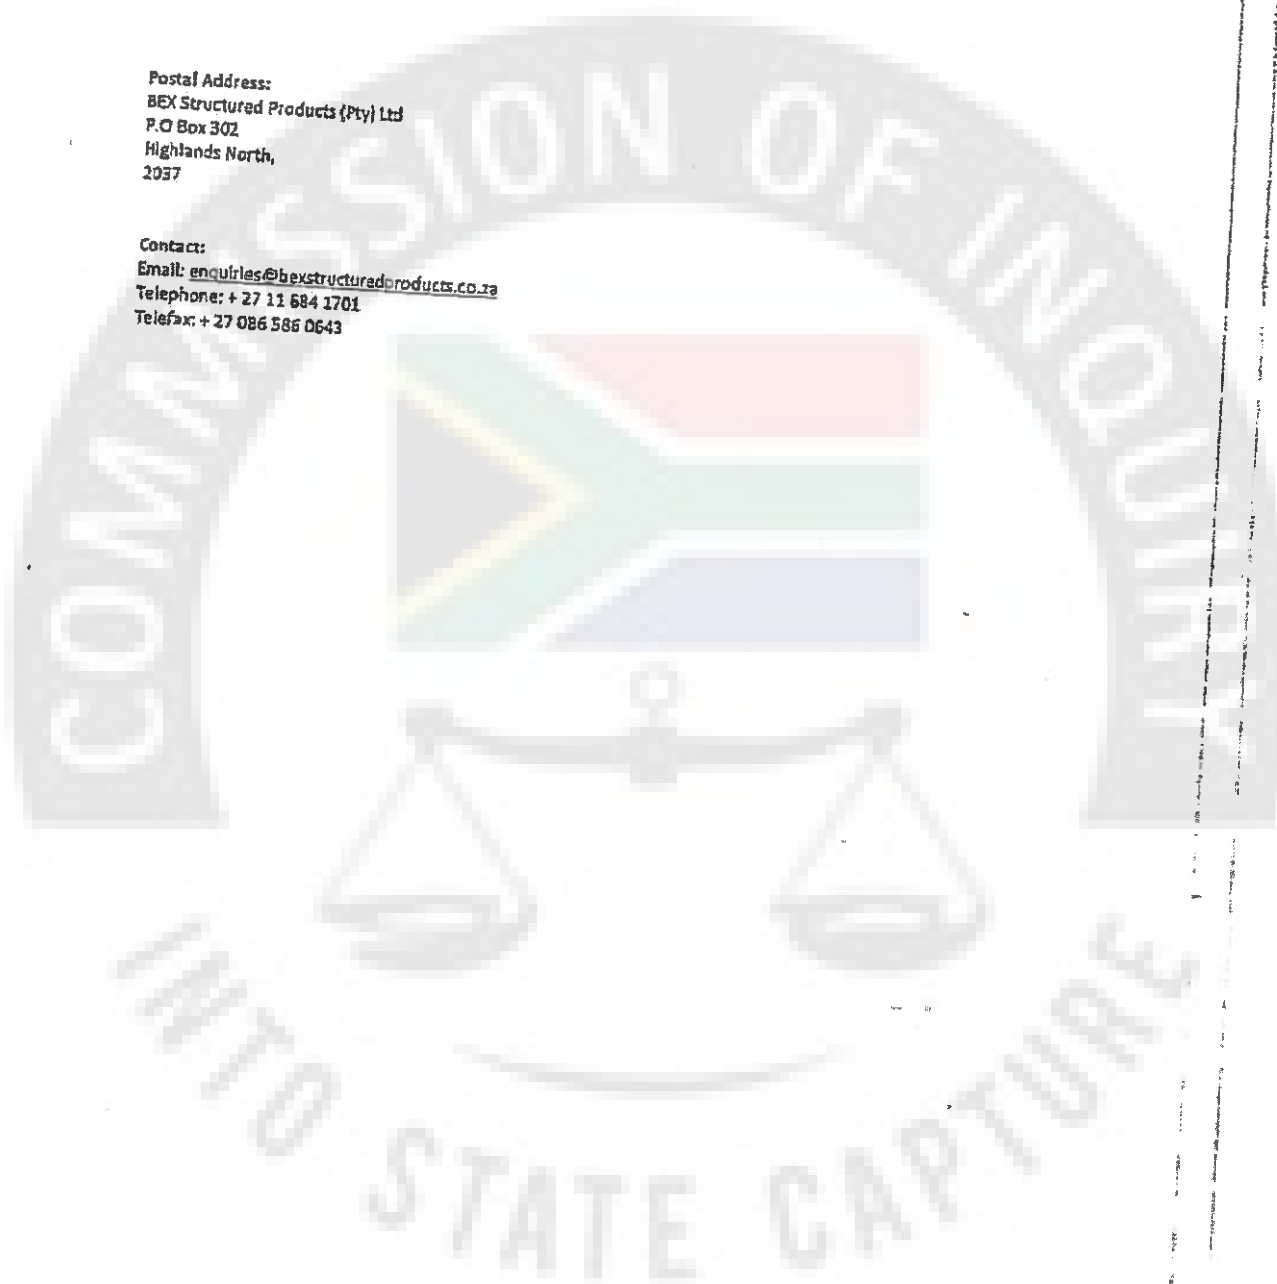 Postal Address:
BEX Structured Products (Pty) Ltd
P.O Box 302
Highlands North,
2037
Contact:
Email: enquiries@bexstructuredproducts.co.za
Telephone: + 27 11 684 1701
Telefax: + 27 086 586 0643
COMMISSION OF INQUIRY
INTO STATE CAPTURE